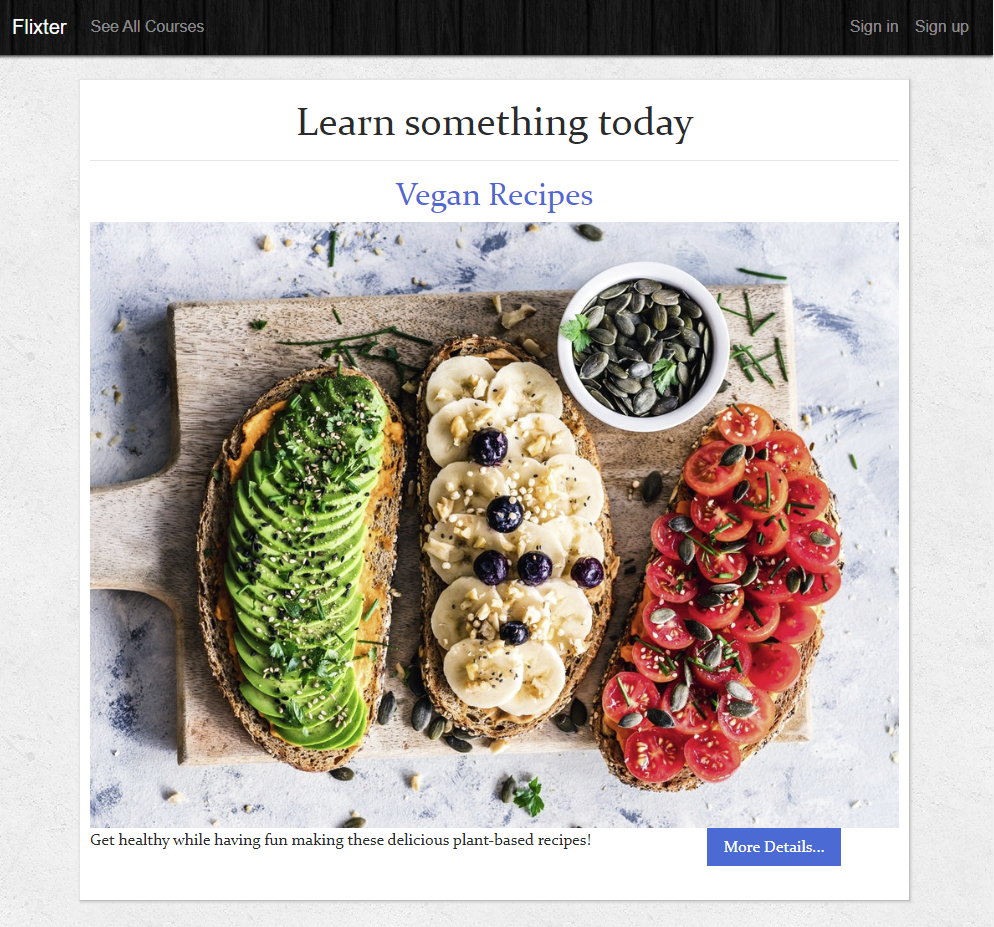 Flixter See All Courses Sign in Sign up
Learn something today
Vegan Recipes
Get healthy while having fun making these delicious plant-based recipes!
More Details...